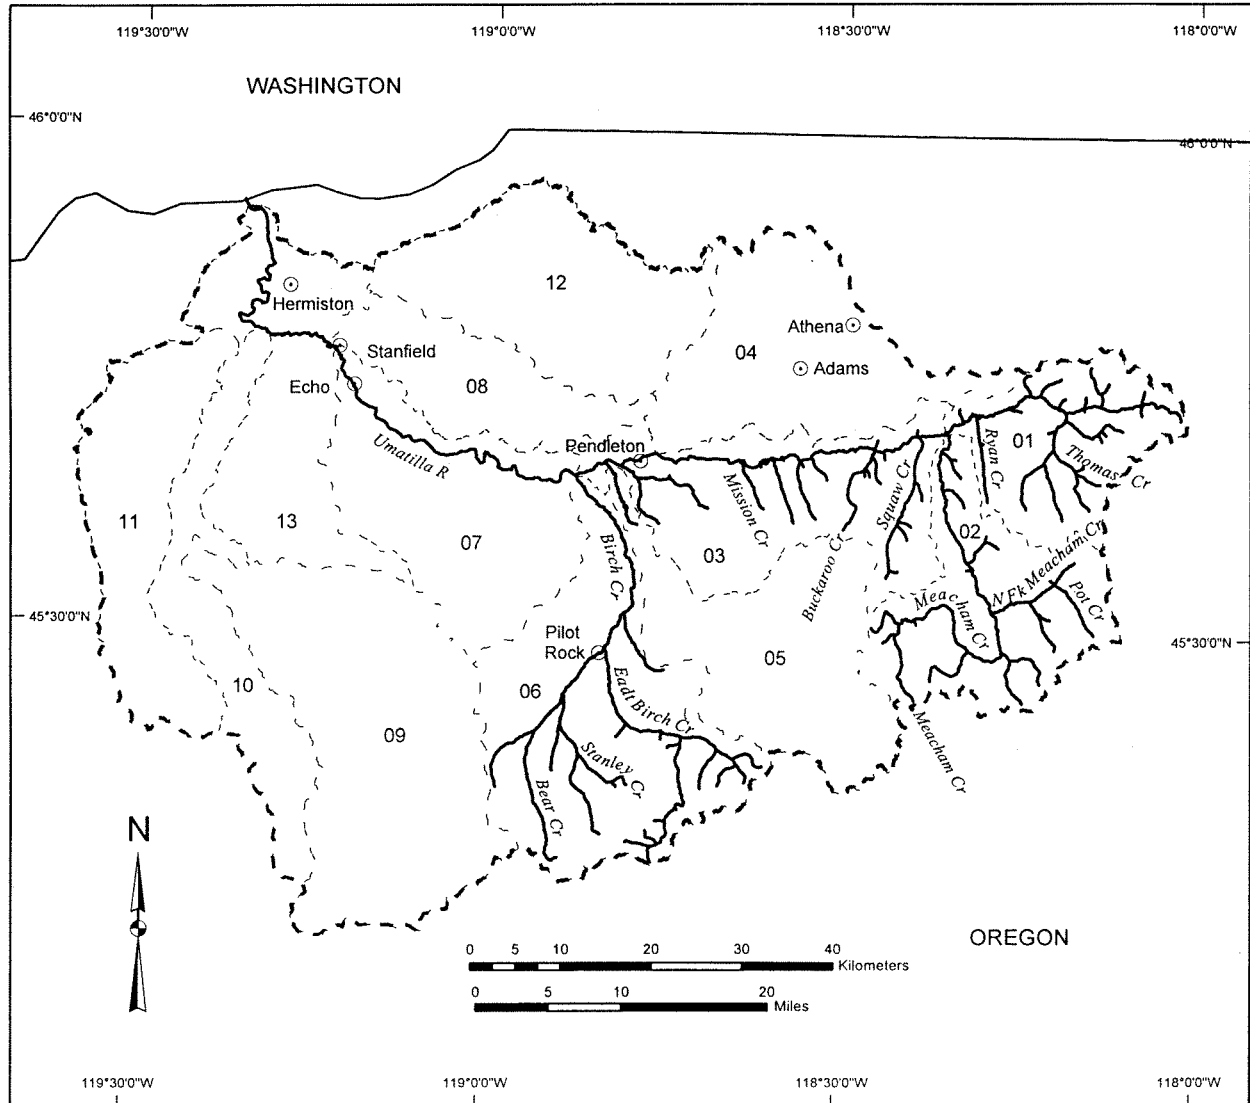 119°30'0"W
119°0'0"W
118°30'0"W
118°0'0"W
WASHINGTON
46°0'0"N
46°0'0"N
12
Hermiston
Athena
04
Stanfield
Adams
08
Echo
Umatilla R
Pendleton
Ryan Cr
01
Thomas Cr
Squaw Cr
Mission Cr
11
13
07
Birch Cr
03
02
Buckaroo Cr
N Fk Meacham Cr
Meacham Cr
Pot Cr
45°30'0"N
45°30'0"N
Pilot
Rock
05
10
06
Eadt Birch Cr
09
Stanley Cr
Bear Cr
Meacham Cr
N
OREGON
0 5 10 20 30 40
Kilometers
0 5 10 20
Miles
119°30'0"W
119°0'0"W
118°30'0"W
118°0'0"W